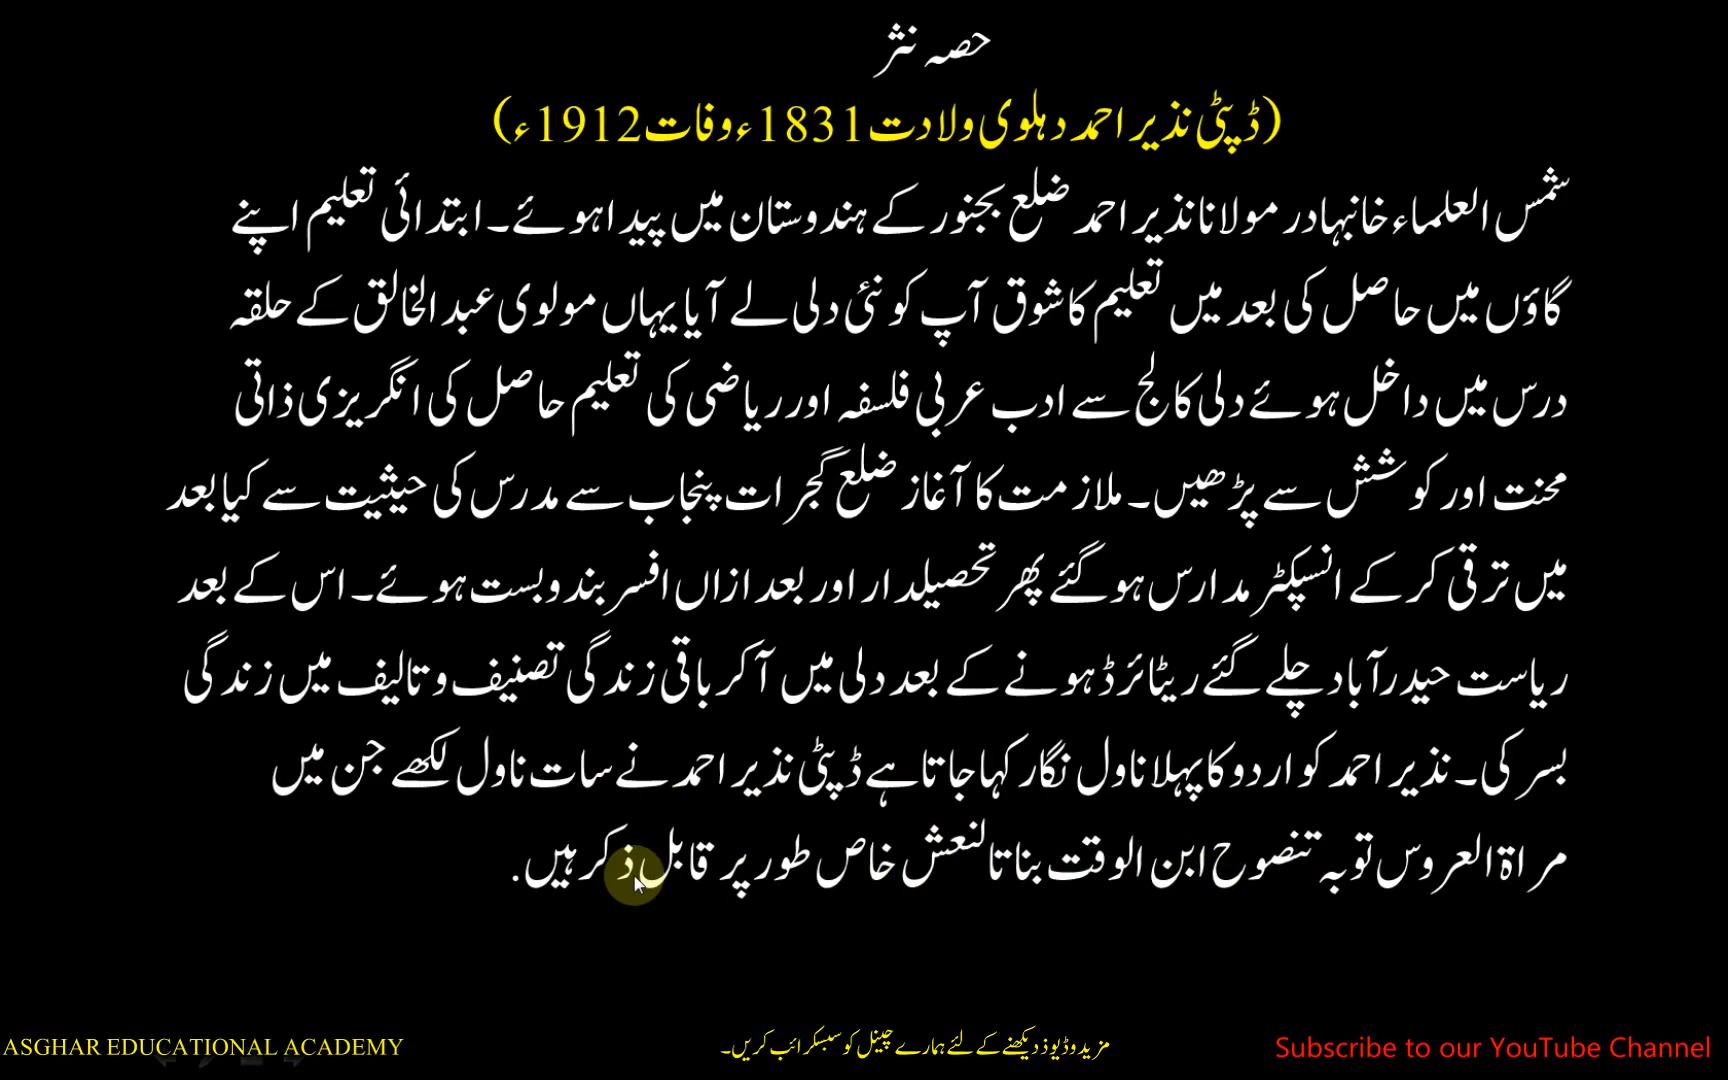 حصہ نثر
(ڈپٹی نذیر احمد دہلوی ولادت 1831ء وفات 1912ء)
شمس العلماء خانبہادر مولانا نذیر احمد ضلع بجنور کے ہندوستان میں پیدا ہوئے۔ ابتدائی تعلیم اپنے
گاؤں میں حاصل کی بعد میں تعلیم کا شوق آپ کو نئی دلی لے آیا یہاں مولوی عبد الخالق کے حلقہ
درس میں داخل ہوئے دلی کالج سے ادب عربی فلسفہ اور ریاضی کی تعلیم حاصل کی انگریزی ذاتی
محنت اور کوشش سے پڑھیں۔ ملازمت کا آغاز ضلع گجرات پنجاب سے مدرس کی حیثیت سے کیا بعد
میں ترقی کر کے انسپکٹر مدارس ہو گئے پھر تحصیلدار اور بعد ازاں افسر بندوبست ہوئے۔ اس کے بعد
ریاست حیدرآباد چلے گئے ریٹائرڈ ہونے کے بعد دلی میں آ کر باقی زندگی تصنیف و تالیف میں زندگی
بسر کی۔ نذیر احمد کو اردو کا پہلا ناول نگار کہا جاتا ہے ڈپٹی نذیر احمد نے سات ناول لکھے جن میں
مراۃ العروس توبہ تنصوح ابن الوقت بناتا لنعش خاص طور پر قابل ذکر ہیں.
ASGHAR EDUCATIONAL ACADEMY
مزید وڈیوذ دیکھنے کے لئے ہمارے چینل کو سبسکرائب کریں۔
Subscribe to our YouTube Channel